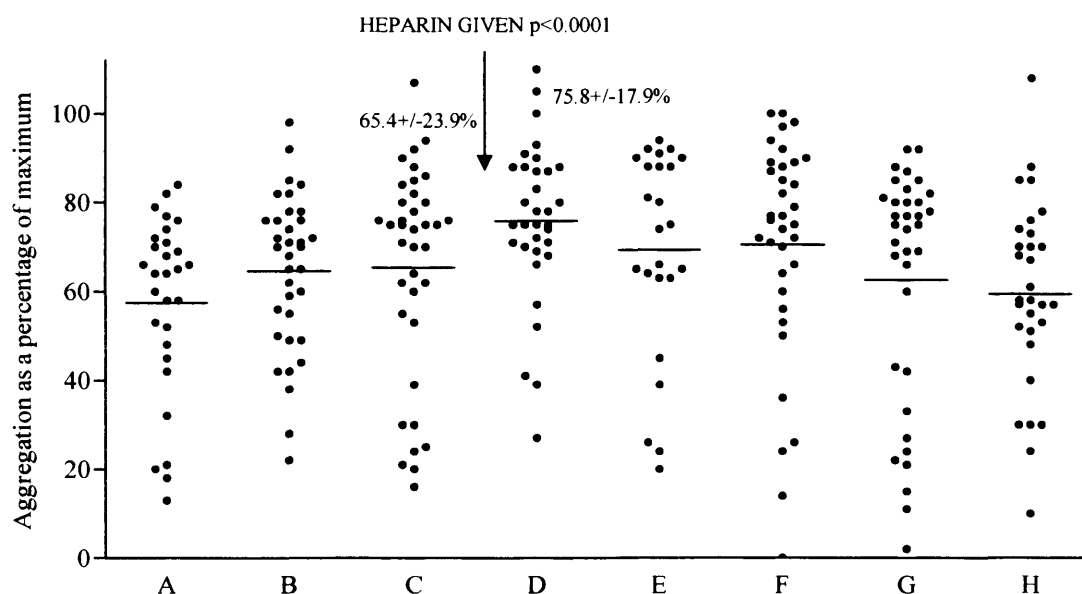 HEPARIN GIVEN p<0.0001
75.8+/-17.9%
65.4+/-23.9%
Aggregation as a percentage of maximum
100
80
60
40
20
0
A B C D E F G H